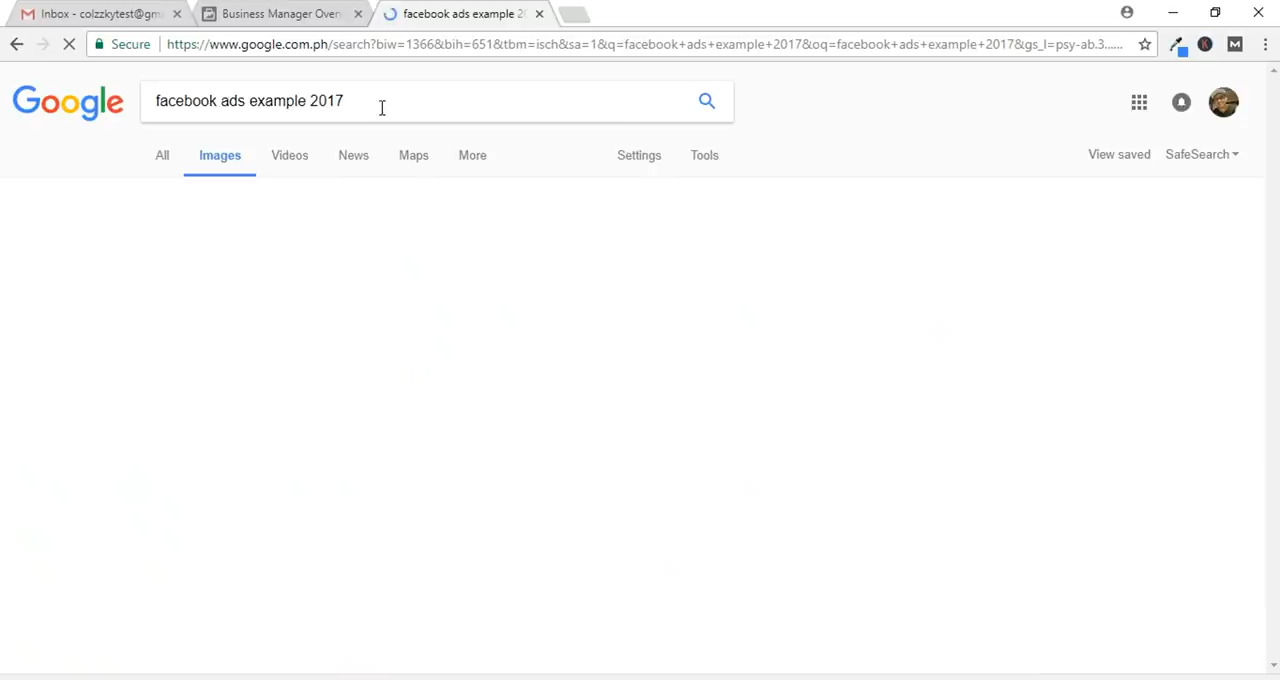 Inbox - colzzkytest@gm
Business Manager Over
facebook ads example 20
Secure
https://www.google.com.ph/search?biw=1366&bih=651&tbm=isch&sa=1&q=facebook+ads+example+2017&oq=facebook+ads+example+2017&gs_l=psy-ab.3......
Google
facebook ads example 2017
All
Images
Videos
News
Maps
More
Settings
Tools
View saved
SafeSearch